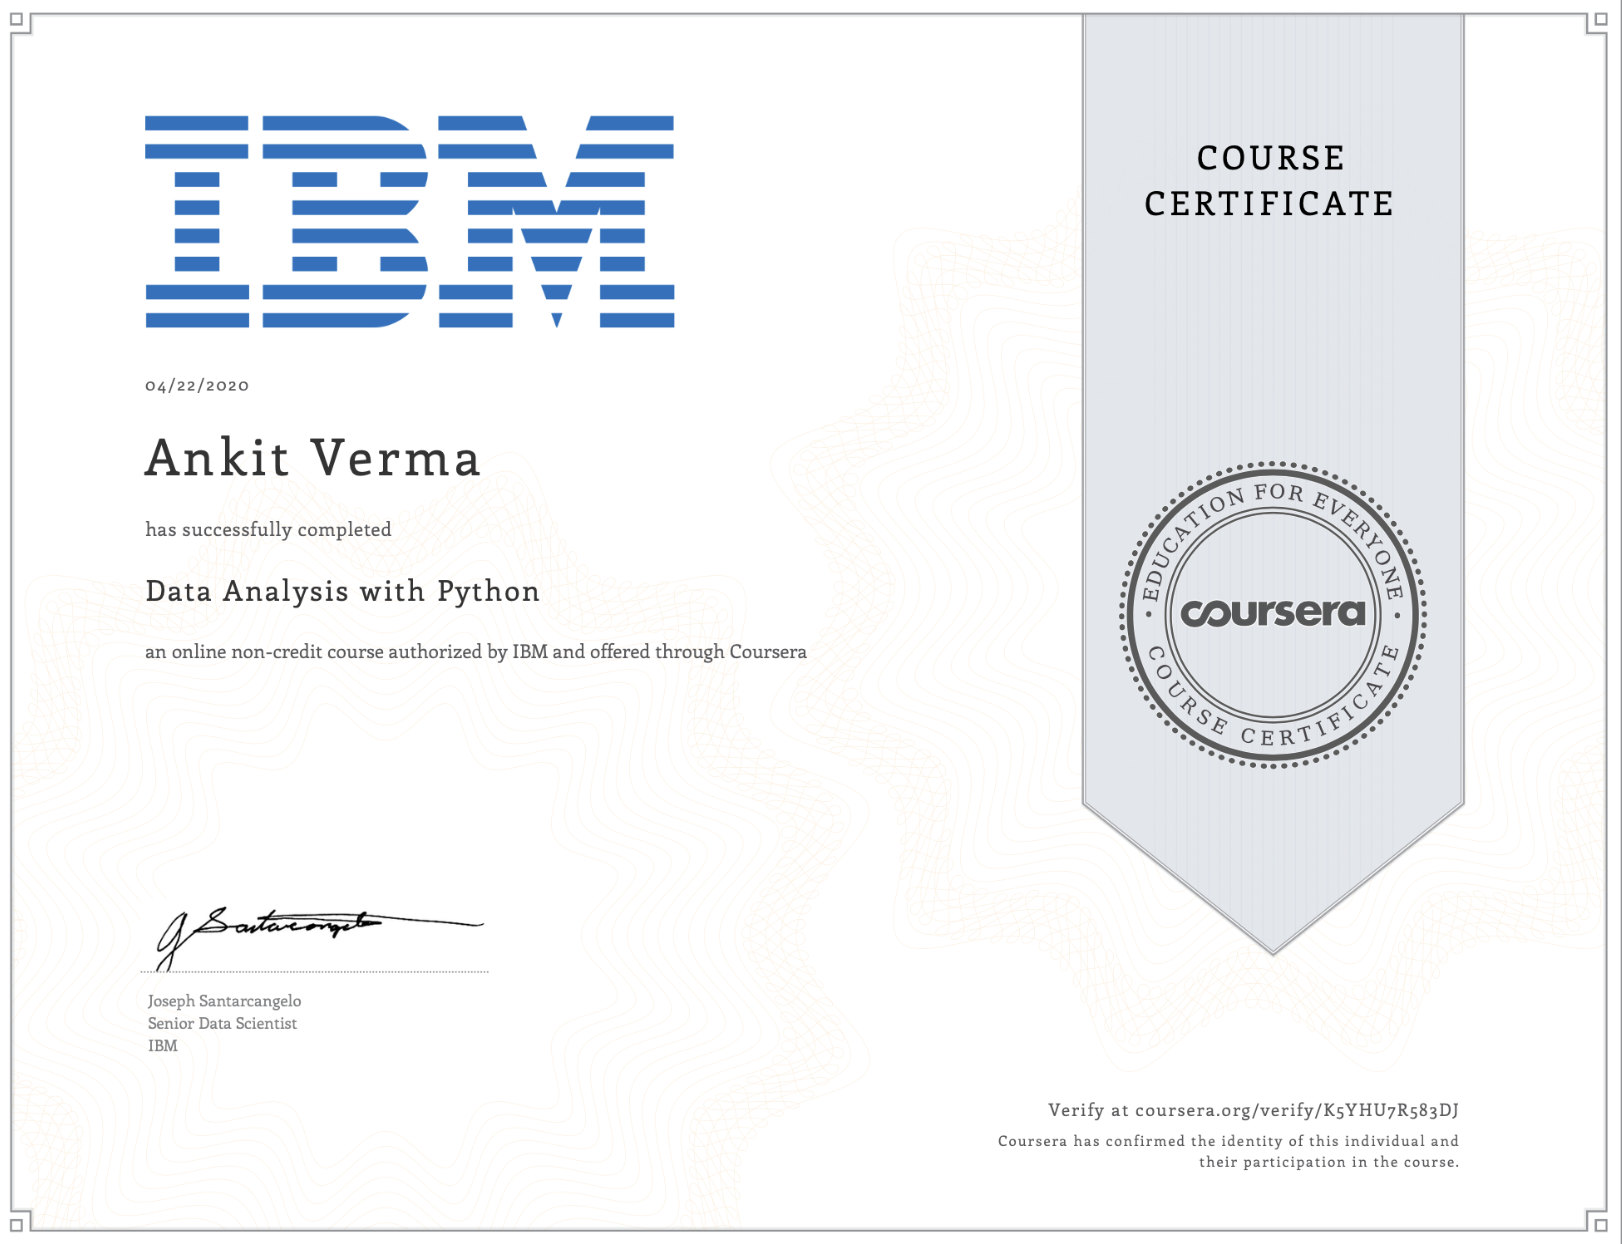 IBM
COURSE
CERTIFICATE
04/22/2020
Ankit Verma
has successfully completed
Data Analysis with Python
an online non-credit course authorized by IBM and offered through Coursera
EDUCATION FOR EVERYONE
coursera
COURSE CERTIFICATE
J Santarcangelo
Joseph Santarcangelo
Senior Data Scientist
IBM
Verify at coursera.org/verify/K5YHU7R583DJ
Coursera has confirmed the identity of this individual and
their participation in the course.